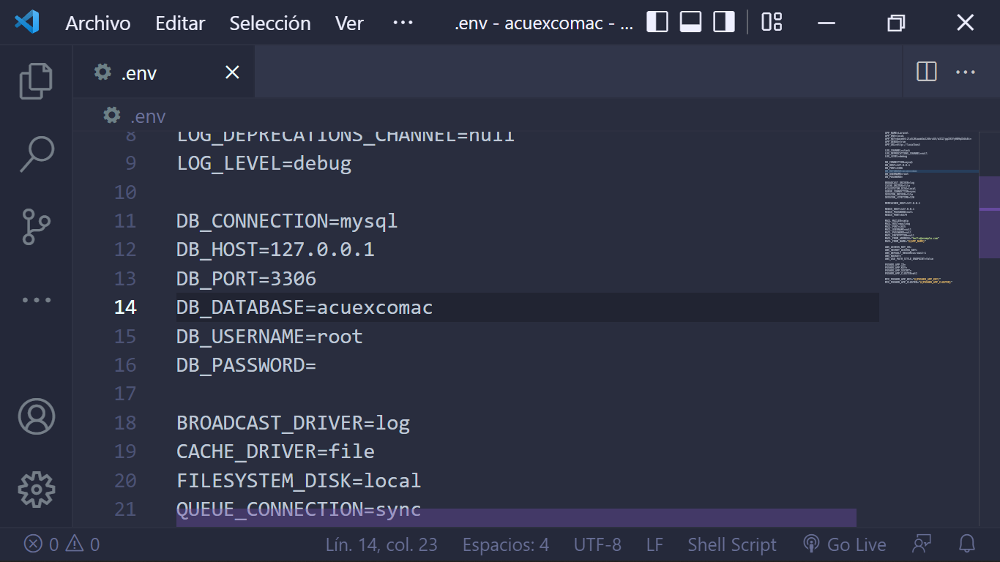 Archivo Editar Selección Ver ··· .env - acuexcomac - ...
.env
.env
8 LOG_DEPRECATIONS_CHANNEL=null
9 LOG_LEVEL=debug
10
11 DB_CONNECTION=mysql
12 DB_HOST=127.0.0.1
13 DB_PORT=3306
14 DB_DATABASE=acuexcomac
15 DB_USERNAME=root
16 DB_PASSWORD=
17
18 BROADCAST_DRIVER=log
19 CACHE_DRIVER=file
20 FILESYSTEM_DISK=local
21 QUEUE_CONNECTION=sync
0 0 Lín. 14, col. 23 Espacios: 4 UTF-8 LF Shell Script Go Live